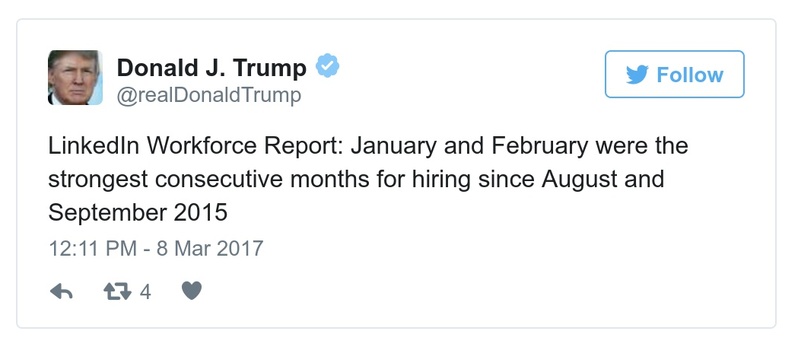 Donald J. Trump
@realDonaldTrump
Follow
LinkedIn Workforce Report: January and February were the
strongest consecutive months for hiring since August and
September 2015
12:11 PM - 8 Mar 2017
4